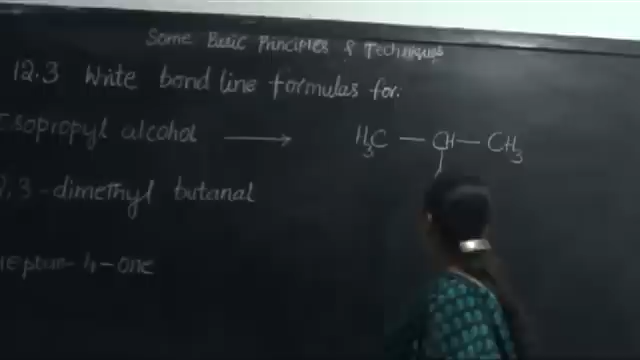 Some Basic Principles & Techniques
12.3 Write bond line formulas for:
Isopropyl alcohol ⟶ H₃C — CH — CH₃
2,3-dimethyl butanal
heptan-4-one